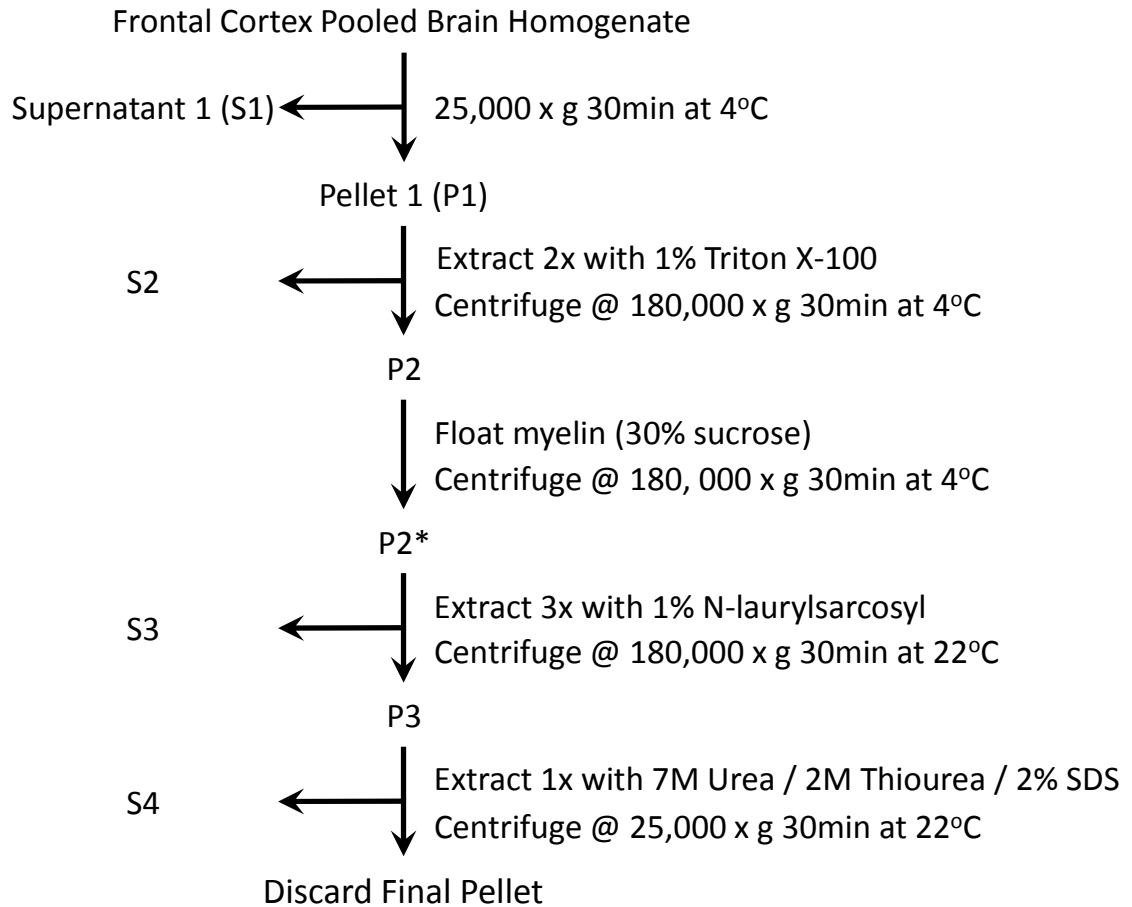 Frontal Cortex Pooled Brain Homogenate
Supernatant 1 (S1)
25,000 x g 30min at 4°C
Pellet 1 (P1)
S2
Extract 2x with 1% Triton X-100
Centrifuge @ 180,000 x g 30min at 4°C
P2
Float myelin (30% sucrose)
Centrifuge @ 180, 000 x g 30min at 4°C
P2*
S3
Extract 3x with 1% N-laurylsarcosyl
Centrifuge @ 180,000 x g 30min at 22°C
P3
S4
Extract 1x with 7M Urea / 2M Thiourea / 2% SDS
Centrifuge @ 25,000 x g 30min at 22°C
Discard Final Pellet